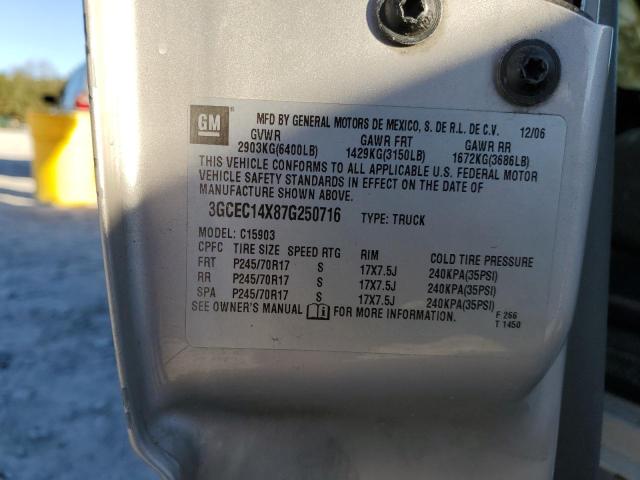 GM ® MFD BY GENERAL MOTORS DE MEXICO, S. DE R.L. DE C.V. 12/06
GVWR GAWR FRT GAWR RR
2903KG(6400LB) 1429KG(3150LB) 1672KG(3686LB)
THIS VEHICLE CONFORMS TO ALL APPLICABLE U.S. FEDERAL MOTOR
VEHICLE SAFETY STANDARDS IN EFFECT ON THE DATE OF
MANUFACTURE SHOWN ABOVE.
3GCEC14X87G250716 TYPE: TRUCK
MODEL: C15903
CPFC TIRE SIZE SPEED RTG RIM COLD TIRE PRESSURE
FRT P245/70R17 S 17X7.5J 240KPA(35PSI)
RR P245/70R17 S 17X7.5J 240KPA(35PSI)
SPA P245/70R17 S 17X7.5J 240KPA(35PSI)
SEE OWNER'S MANUAL FOR MORE INFORMATION. F 266
T 1450